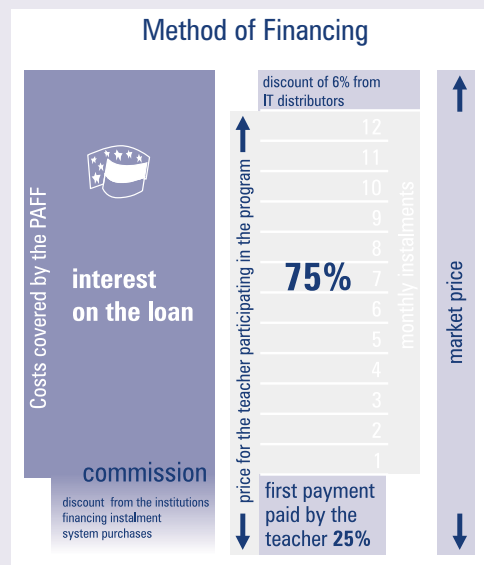 Method of Financing
Costs covered by the PAFF
interest
on the loan
commission
discount from the institutions
financing instalment
system purchases
price for the teacher participating in the program
discount of 6% from
IT distributors
12
11
10
9
8
7
6
5
4
3
2
1
75%
monthly instalments
first payment
paid by the
teacher 25%
market price